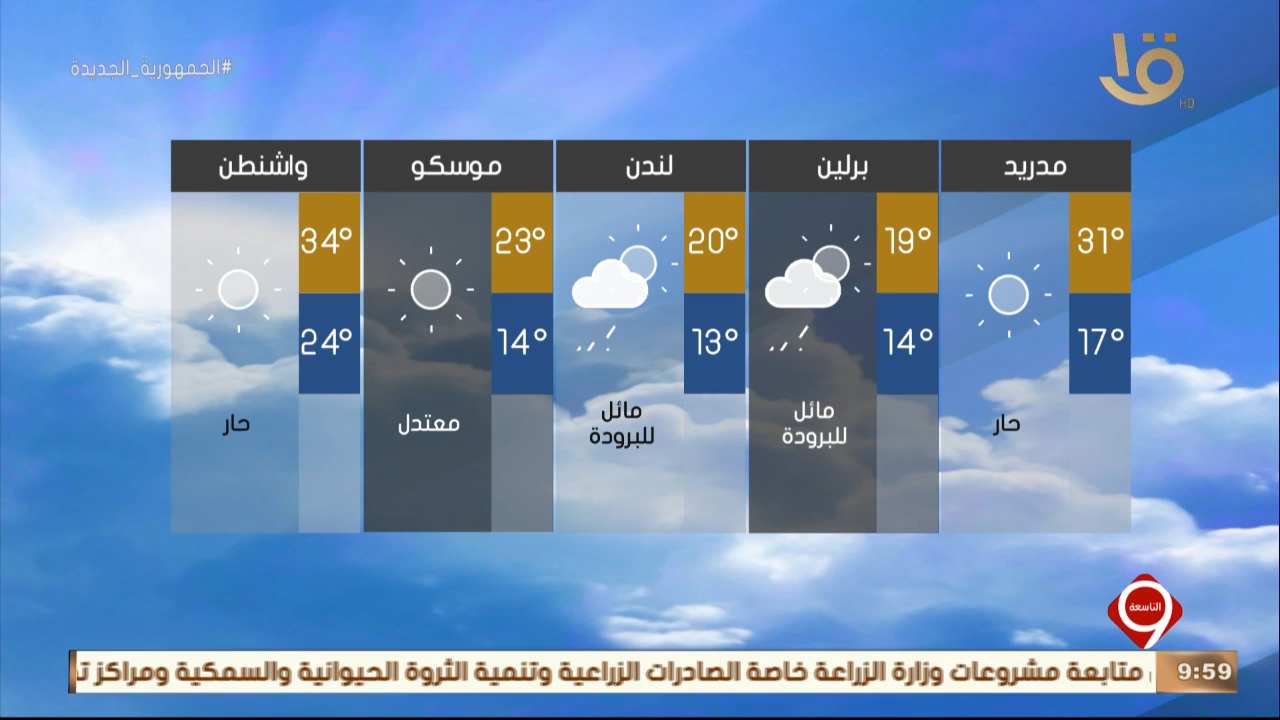 #الجمهورية_الجديدة
HD
مدريد
31°
17°
حار
برلين
19°
14°
مائل
للبرودة
لندن
20°
13°
مائل
للبرودة
موسكو
23°
14°
معتدل
واشنطن
34°
24°
حار
التاسعة
9
9:59
متابعة مشروعات وزارة الزراعة خاصة الصادرات الزراعية وتنمية الثروة الحيوانية والسمكية ومراكز